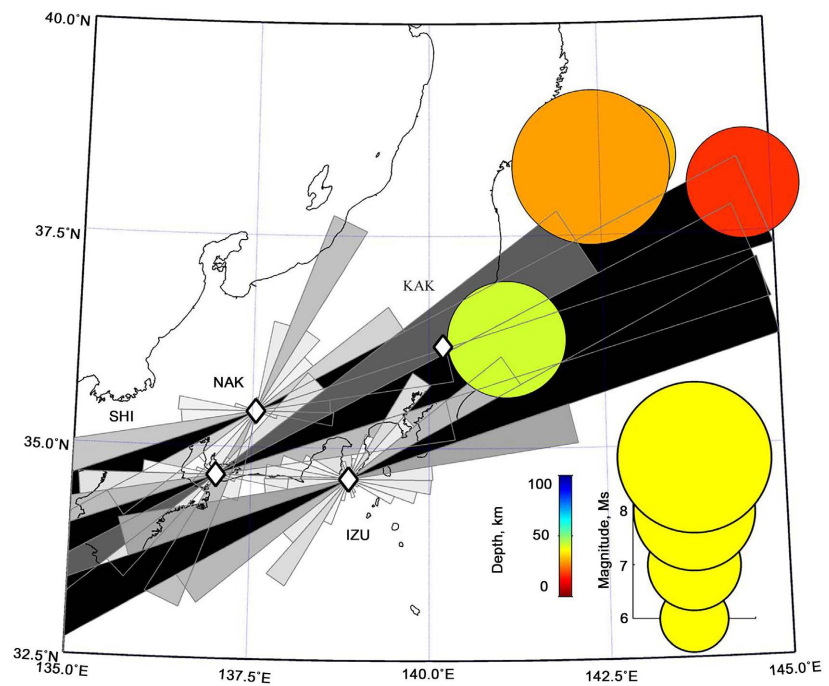 40.0°N
37.5°N
KAK
NAK
SHI
35.0°N
IZU
100
50
0
Depth, km
Magnitude, Ms
8
7
6
32.5°N
135.0°E
137.5°E
140.0°E
142.5°E
145.0°E